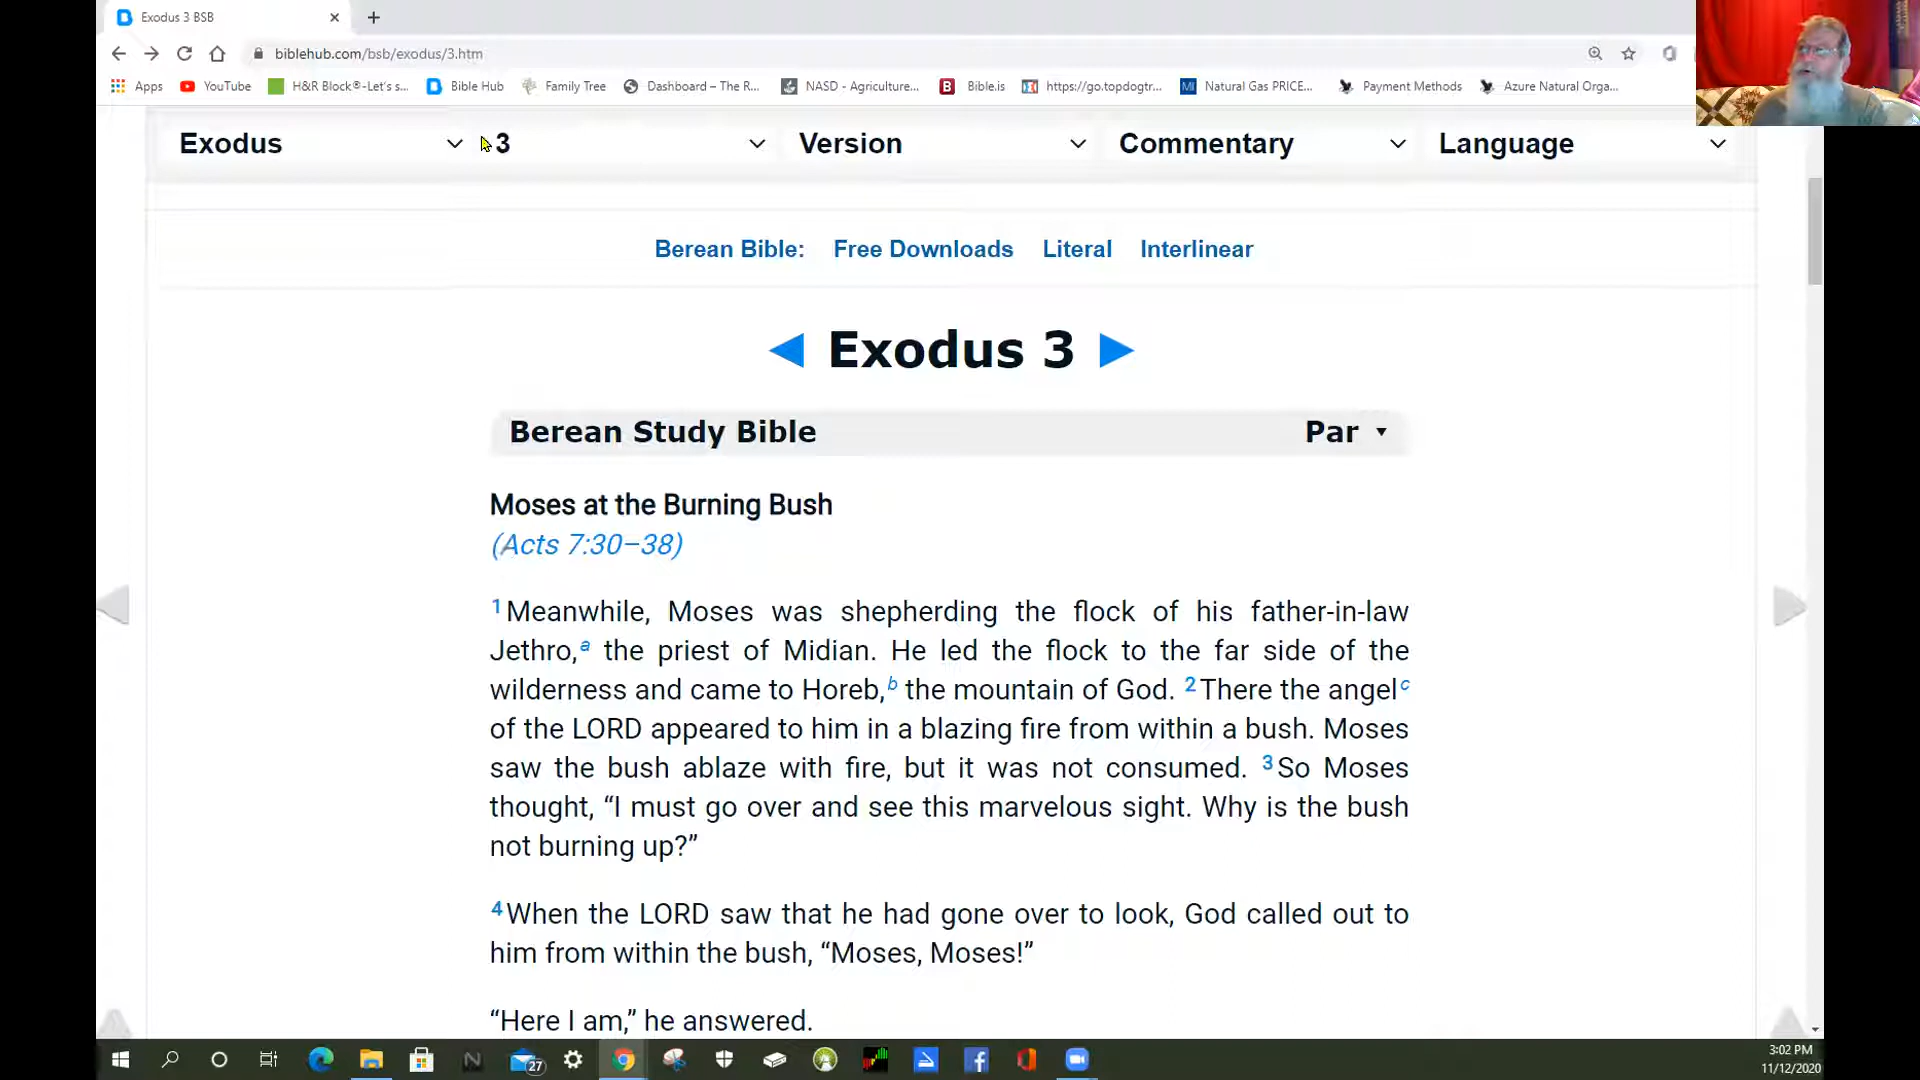 Exodus 3 BSB
biblehub.com/bsb/exodus/3.htm
Apps YouTube H&R Block®-Let's s... Bible Hub Family Tree Dashboard – The R... NASD - Agriculture... Bible.is https://go.topdogtr... Natural Gas PRICE... Payment Methods Azure Natural Orga...
Exodus 3 Version Commentary Language
Berean Bible: Free Downloads Literal Interlinear
◄ Exodus 3 ►
Berean Study Bible Par ▼
Moses at the Burning Bush
(Acts 7:30–38)
1 Meanwhile, Moses was shepherding the flock of his father-in-law
Jethro,a the priest of Midian. He led the flock to the far side of the
wilderness and came to Horeb,b the mountain of God. 2 There the angel c
of the LORD appeared to him in a blazing fire from within a bush. Moses
saw the bush ablaze with fire, but it was not consumed. 3 So Moses
thought, “I must go over and see this marvelous sight. Why is the bush
not burning up?”
4 When the LORD saw that he had gone over to look, God called out to
him from within the bush, “Moses, Moses!”
“Here I am,” he answered.
27
3:02 PM
11/12/2020